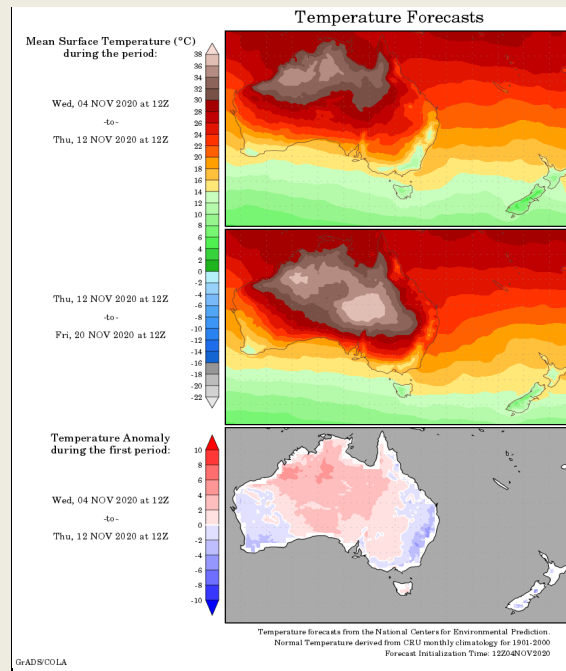 Temperature Forecasts
Mean Surface Temperature (°C)
during the period:
Wed, 04 NOV 2020 at 12Z
-to-
Thu, 12 NOV 2020 at 12Z
38
36
34
32
30
28
26
24
22
20
18
16
14
12
10
8
6
4
2
0
-2
-4
-6
-8
-10
-12
-14
-16
-18
-20
-22
Thu, 12 NOV 2020 at 12Z
-to-
Fri, 20 NOV 2020 at 12Z
Temperature Anomaly
during the first period:
Wed, 04 NOV 2020 at 12Z
-to-
Thu, 12 NOV 2020 at 12Z
10
8
6
4
2
0
-2
-4
-6
-8
-10
Temperature forecasts from the National Centers for Environmental Prediction.
Normal Temperature derived from CRU monthly climatology for 1901-2000
Forecast Initialization Time: 12Z04NOV2020
GrADS/COLA